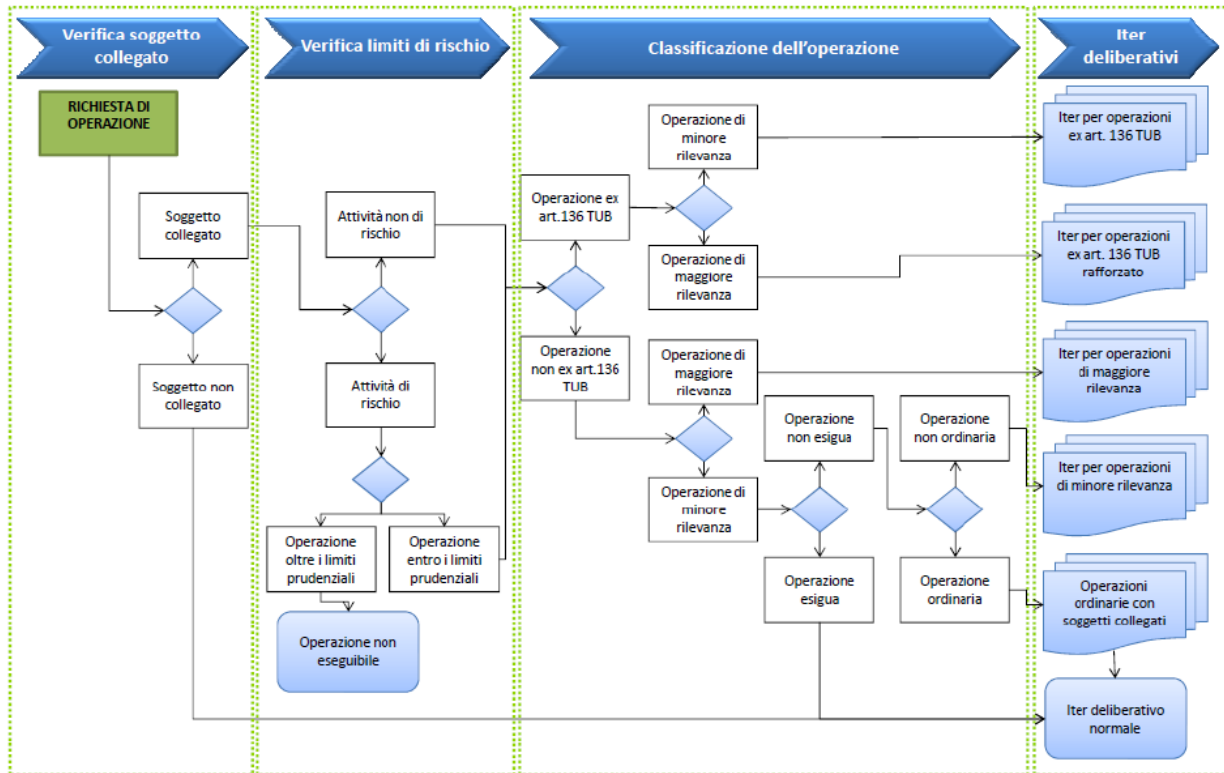 Verifica soggetto
collegato
Verifica limiti di rischio
Classificazione dell'operazione
Iter
deliberativi
RICHIESTA DI
OPERAZIONE
Soggetto
collegato
Soggetto non
collegato
Attività non di
rischio
Attività di
rischio
Operazione
oltre i limiti
prudenziali
Operazione
entro i limiti
prudenziali
Operazione non
eseguibile
Operazione ex
art.136 TUB
Operazione
non ex art.136
TUB
Operazione di
minore
rilevanza
Operazione di
maggiore
rilevanza
Operazione di
maggiore
rilevanza
Operazione di
minore
rilevanza
Operazione
non esigua
Operazione
esigua
Operazione
non ordinaria
Operazione
ordinaria
Iter per operazioni
ex art. 136 TUB
Iter per operazioni
ex art. 136 TUB
rafforzato
Iter per operazioni
di maggiore
rilevanza
Iter per operazioni
di minore rilevanza
Operazioni
ordinarie con
soggetti collegati
Iter deliberativo
normale